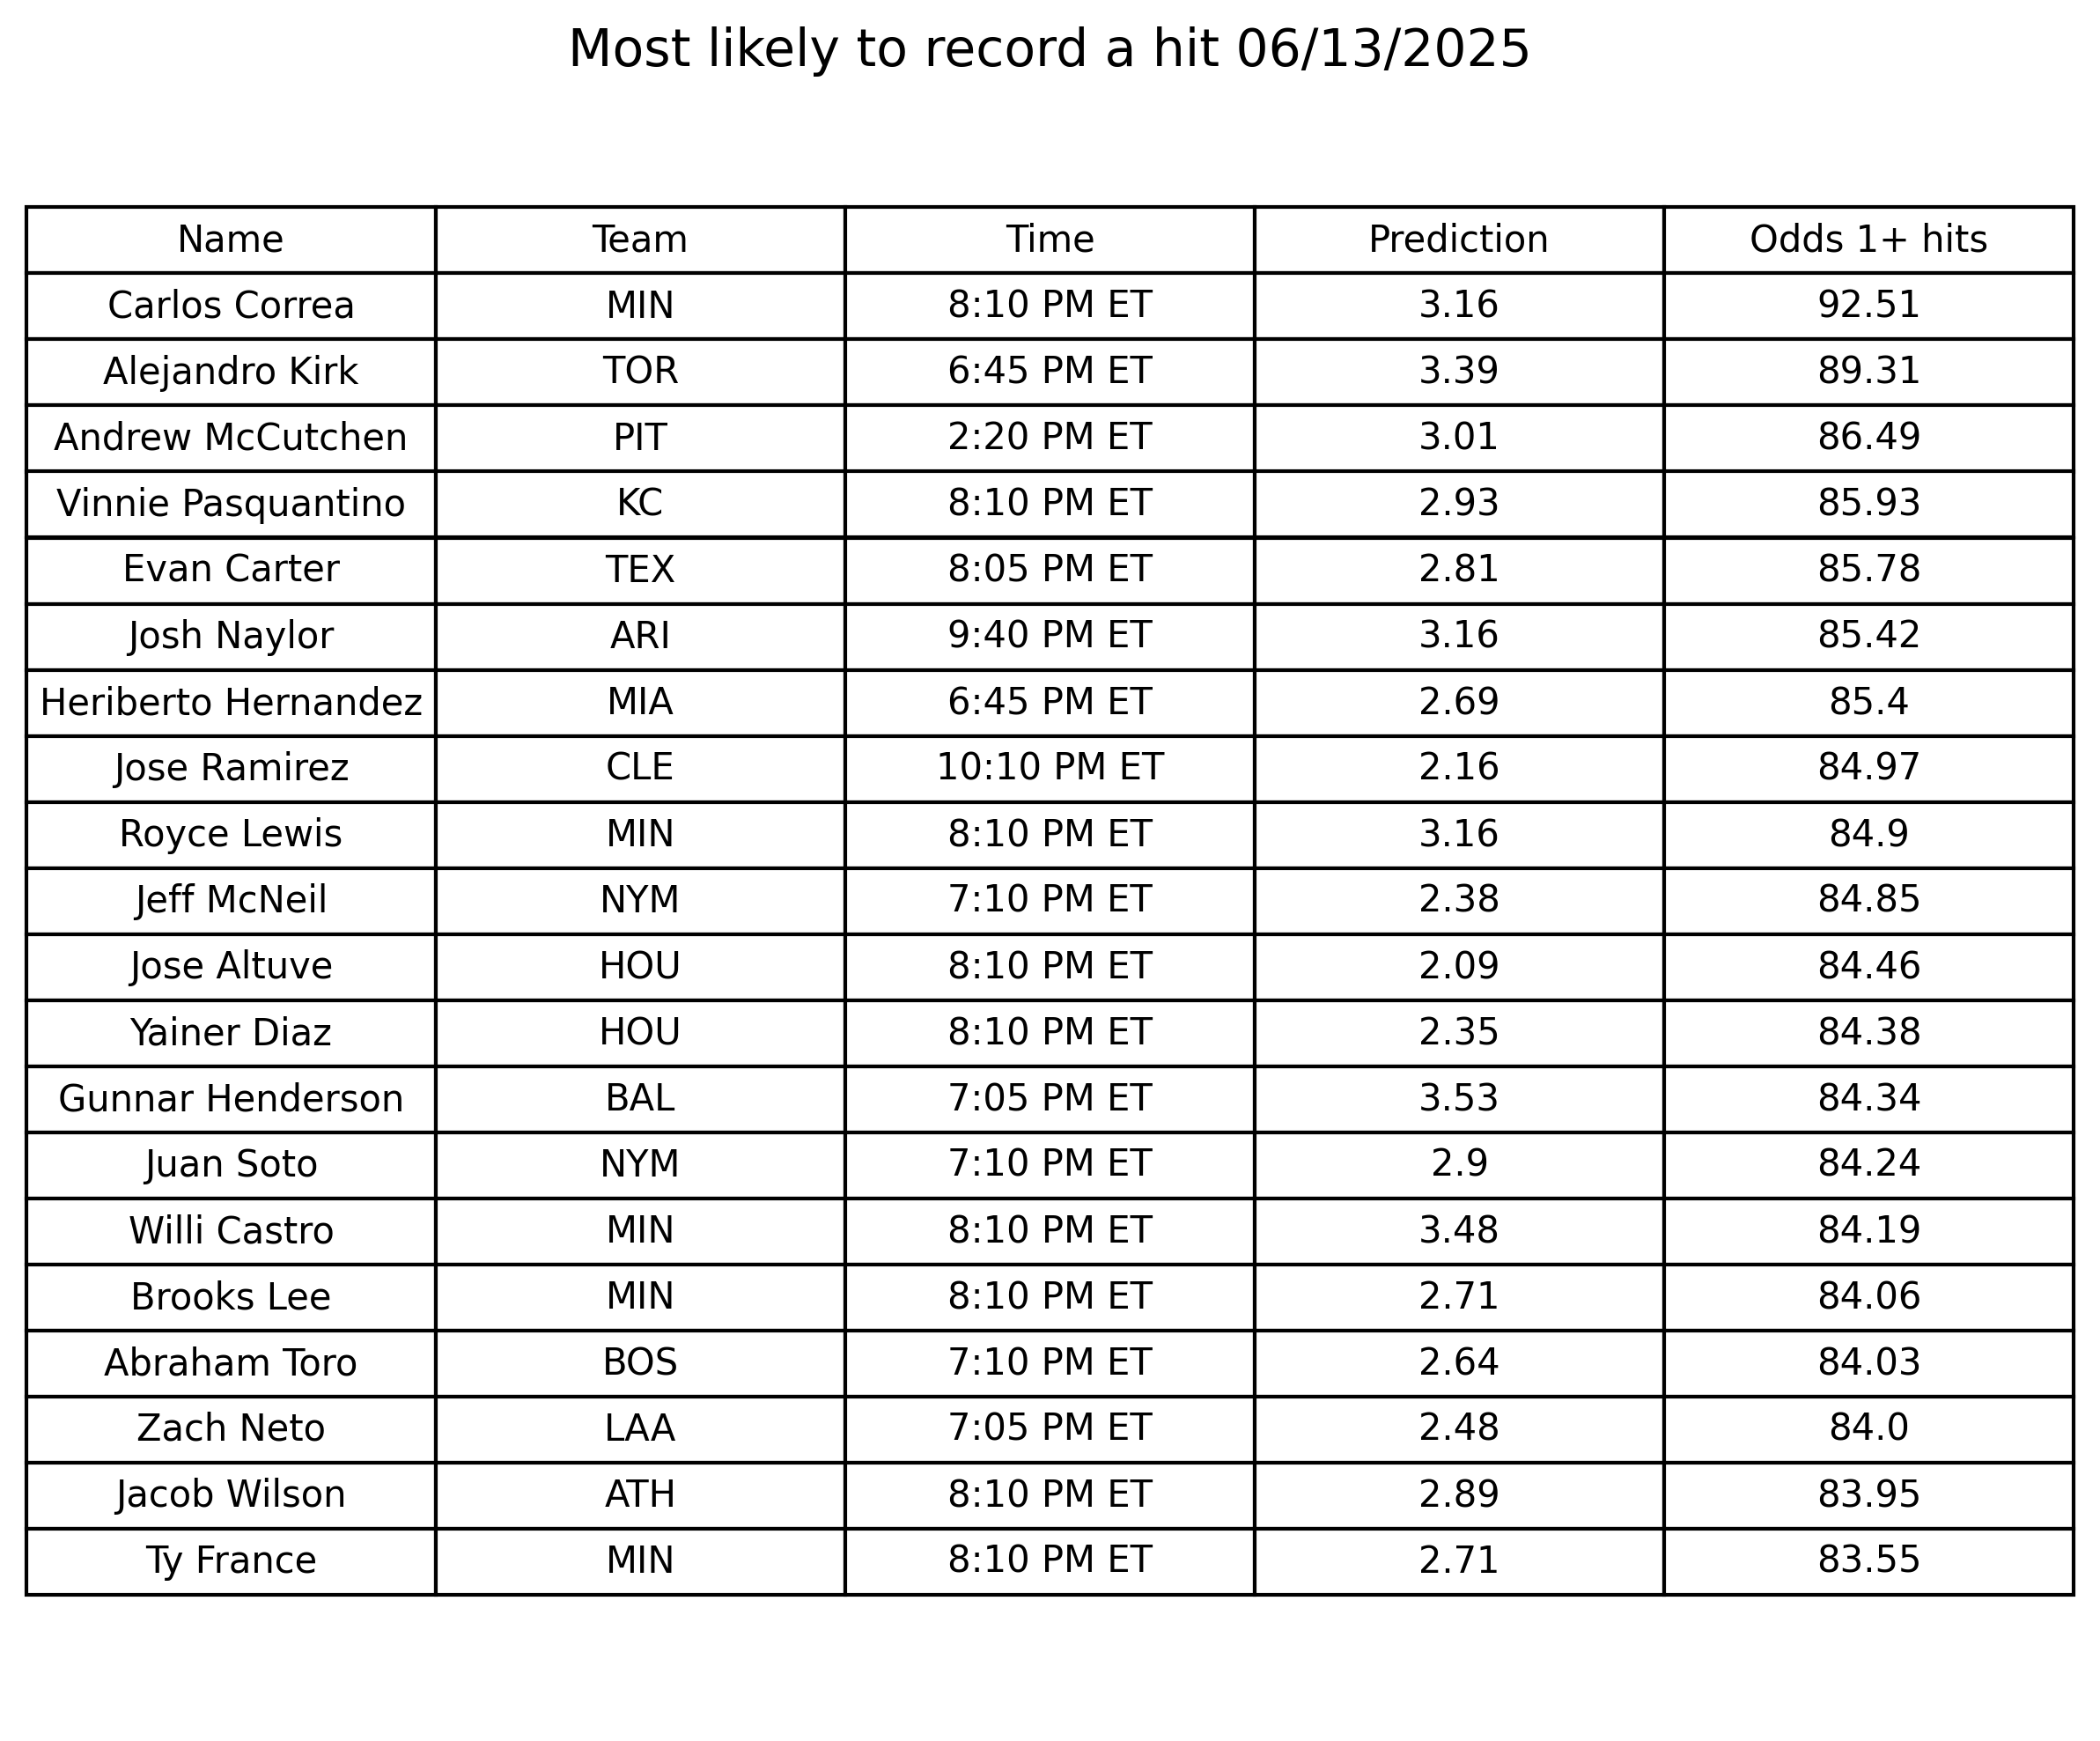 Most likely to record a hit 06/13/2025
Name Team Time Prediction Odds 1+ hits
Carlos Correa MIN 8:10 PM ET 3.16 92.51
Alejandro Kirk TOR 6:45 PM ET 3.39 89.31
Andrew McCutchen PIT 2:20 PM ET 3.01 86.49
Vinnie Pasquantino KC 8:10 PM ET 2.93 85.93
Evan Carter TEX 8:05 PM ET 2.81 85.78
Josh Naylor ARI 9:40 PM ET 3.16 85.42
Heriberto Hernandez MIA 6:45 PM ET 2.69 85.4
Jose Ramirez CLE 10:10 PM ET 2.16 84.97
Royce Lewis MIN 8:10 PM ET 3.16 84.9
Jeff McNeil NYM 7:10 PM ET 2.38 84.85
Jose Altuve HOU 8:10 PM ET 2.09 84.46
Yainer Diaz HOU 8:10 PM ET 2.35 84.38
Gunnar Henderson BAL 7:05 PM ET 3.53 84.34
Juan Soto NYM 7:10 PM ET 2.9 84.24
Willi Castro MIN 8:10 PM ET 3.48 84.19
Brooks Lee MIN 8:10 PM ET 2.71 84.06
Abraham Toro BOS 7:10 PM ET 2.64 84.03
Zach Neto LAA 7:05 PM ET 2.48 84.0
Jacob Wilson ATH 8:10 PM ET 2.89 83.95
Ty France MIN 8:10 PM ET 2.71 83.55